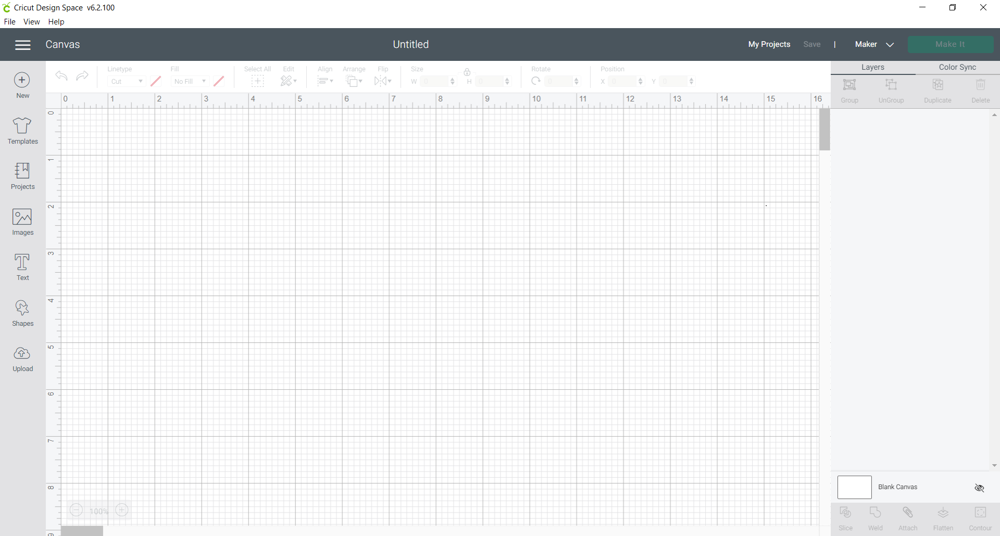 Cricut Design Space v6.2.100
File View Help
Canvas
Untitled
My Projects Save | Maker Make It
New
Templates
Projects
Images
Text
Shapes
Upload
Linetype Fill Select All Edit Align Arrange Flip Size Rotate Position
Cut No Fill W 0 H 0 0 X 0 Y 0
Layers Color Sync
Group UnGroup Duplicate Delete
0 1 2 3 4 5 6 7 8 9 10 11 12 13 14 15 16
0
1
2
3
4
5
6
7
8
9
100%
Blank Canvas
Slice Weld Attach Flatten Contour